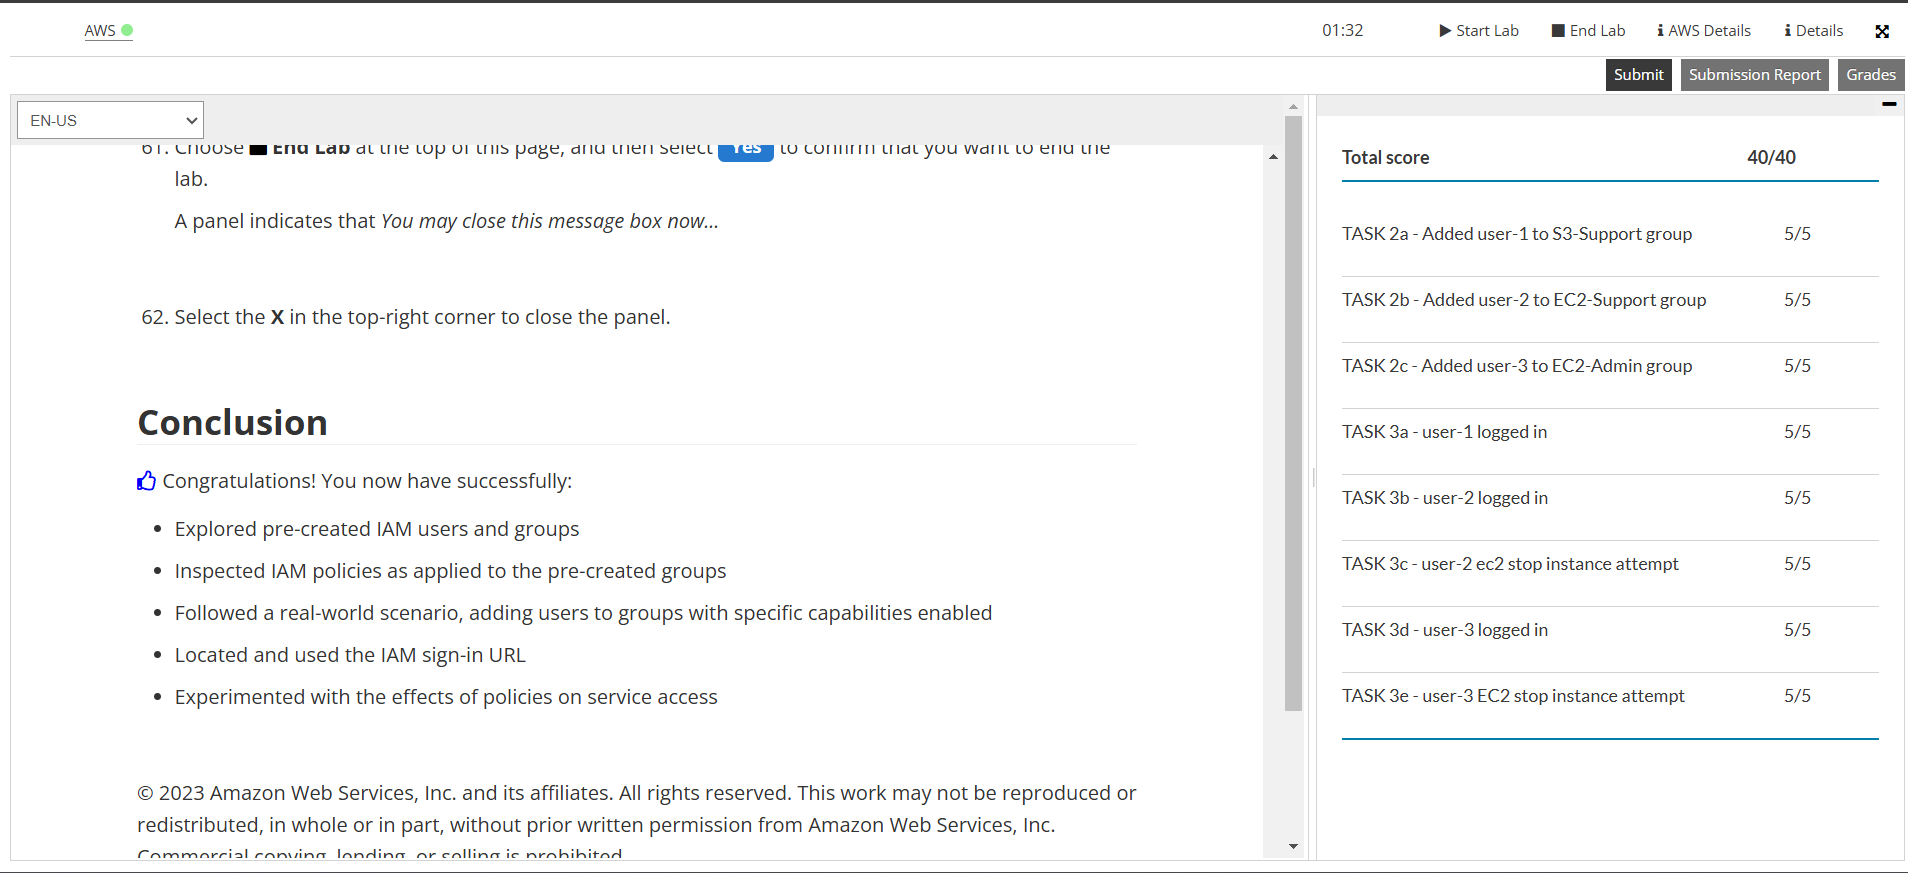 AWS
01:32
Start Lab
End Lab
AWS Details
Details
Submit
Submission Report
Grades
EN-US
61. Choose End Lab at the top of this page, and then select Yes to confirm that you want to end the
lab.
A panel indicates that You may close this message box now...
62. Select the X in the top-right corner to close the panel.
Conclusion
Congratulations! You now have successfully:
• Explored pre-created IAM users and groups
• Inspected IAM policies as applied to the pre-created groups
• Followed a real-world scenario, adding users to groups with specific capabilities enabled
• Located and used the IAM sign-in URL
• Experimented with the effects of policies on service access
© 2023 Amazon Web Services, Inc. and its affiliates. All rights reserved. This work may not be reproduced or
redistributed, in whole or in part, without prior written permission from Amazon Web Services, Inc.
Commercial copying, lending, or selling is prohibited.
Total score 40/40
TASK 2a - Added user-1 to S3-Support group 5/5
TASK 2b - Added user-2 to EC2-Support group 5/5
TASK 2c - Added user-3 to EC2-Admin group 5/5
TASK 3a - user-1 logged in 5/5
TASK 3b - user-2 logged in 5/5
TASK 3c - user-2 ec2 stop instance attempt 5/5
TASK 3d - user-3 logged in 5/5
TASK 3e - user-3 EC2 stop instance attempt 5/5